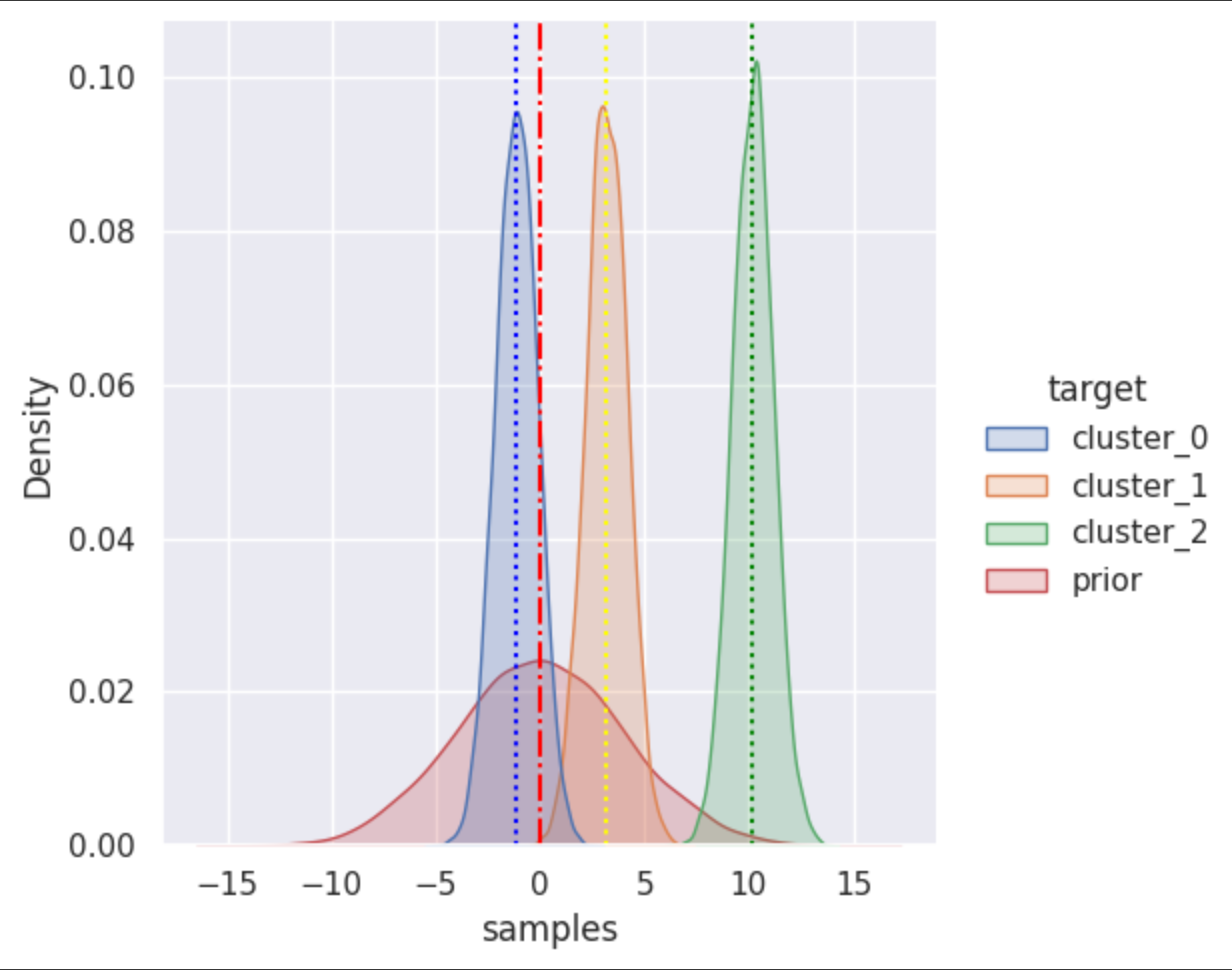 0.10
0.08
0.06
0.04
0.02
0.00
Density
−15 −10 −5 0 5 10 15
samples
target
cluster_0
cluster_1
cluster_2
prior